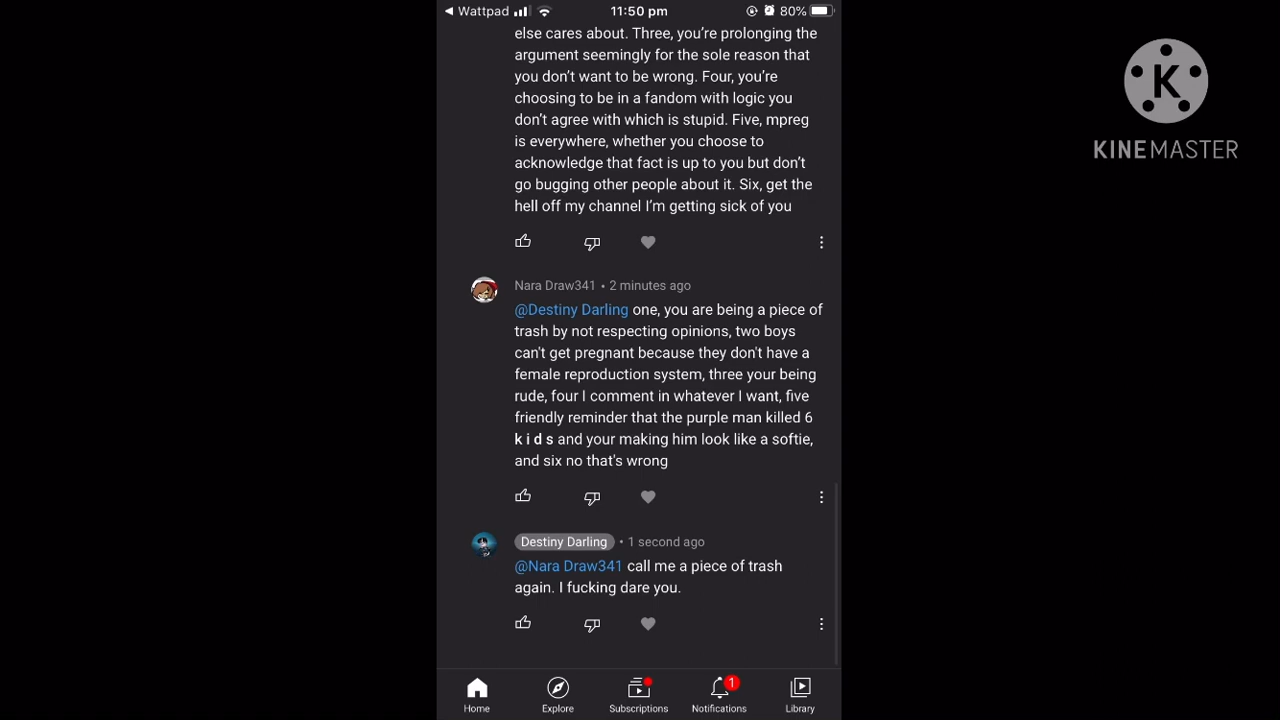 Wattpad
11:50 pm
80%
else cares about. Three, you’re prolonging the
argument seemingly for the sole reason that
you don’t want to be wrong. Four, you’re
choosing to be in a fandom with logic you
don’t agree with which is stupid. Five, mpreg
is everywhere, whether you choose to
acknowledge that fact is up to you but don’t
go bugging other people about it. Six, get the
hell off my channel I’m getting sick of you
Nara Draw341 • 2 minutes ago
@Destiny Darling one, you are being a piece of
trash by not respecting opinions, two boys
can't get pregnant because they don't have a
female reproduction system, three your being
rude, four I comment in whatever I want, five
friendly reminder that the purple man killed 6
k i d s and your making him look like a softie,
and six no that's wrong
Destiny Darling • 1 second ago
@Nara Draw341 call me a piece of trash
again. I fucking dare you.
1
Home
Explore
Subscriptions
Notifications
Library
K
KINEMASTER